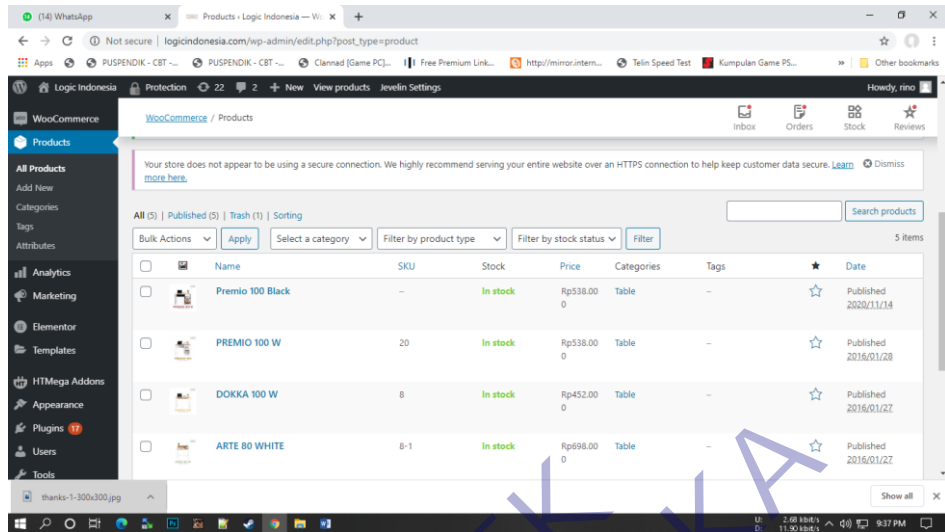 (14) WhatsApp
Products ‹ Logic Indonesia — Wo
Not secure | logicindonesia.com/wp-admin/edit.php?post_type=product
Apps
PUSPENDIK - CBT -...
PUSPENDIK - CBT -...
Clannad [Game PC]...
Free Premium Link...
http://mirror.intern...
Telin Speed Test
Kumpulan Game PS...
Other bookmarks
Logic Indonesia
Protection
22
2
New
View products
Jevelin Settings
Howdy, rino
WooCommerce
Products
All Products
Add New
Categories
Tags
Attributes
Analytics
Marketing
Elementor
Templates
HTMega Addons
Appearance
Plugins 17
Users
Tools
WooCommerce / Products
Inbox
Orders
Stock
Reviews
Your store does not appear to be using a secure connection. We highly recommend serving your entire website over an HTTPS connection to help keep customer data secure. Learn
more here.
Dismiss
All (5) | Published (5) | Trash (1) | Sorting
Search products
Bulk Actions
Apply
Select a category
Filter by product type
Filter by stock status
Filter
5 items
Name SKU Stock Price Categories Tags Date
Premio 100 Black – In stock Rp538.00 Table – Published
0 2020/11/14
PREMIO 100 W 20 In stock Rp538.00 Table – Published
0 2016/01/28
DOKKA 100 W 8 In stock Rp452.00 Table – Published
0 2016/01/27
ARTE 80 WHITE 8-1 In stock Rp698.00 Table – Published
0 2016/01/27
thanks-1-300x300.jpg
Show all
U: 2.68 kbit/s
D: 11.90 kbit/s
9:37 PM